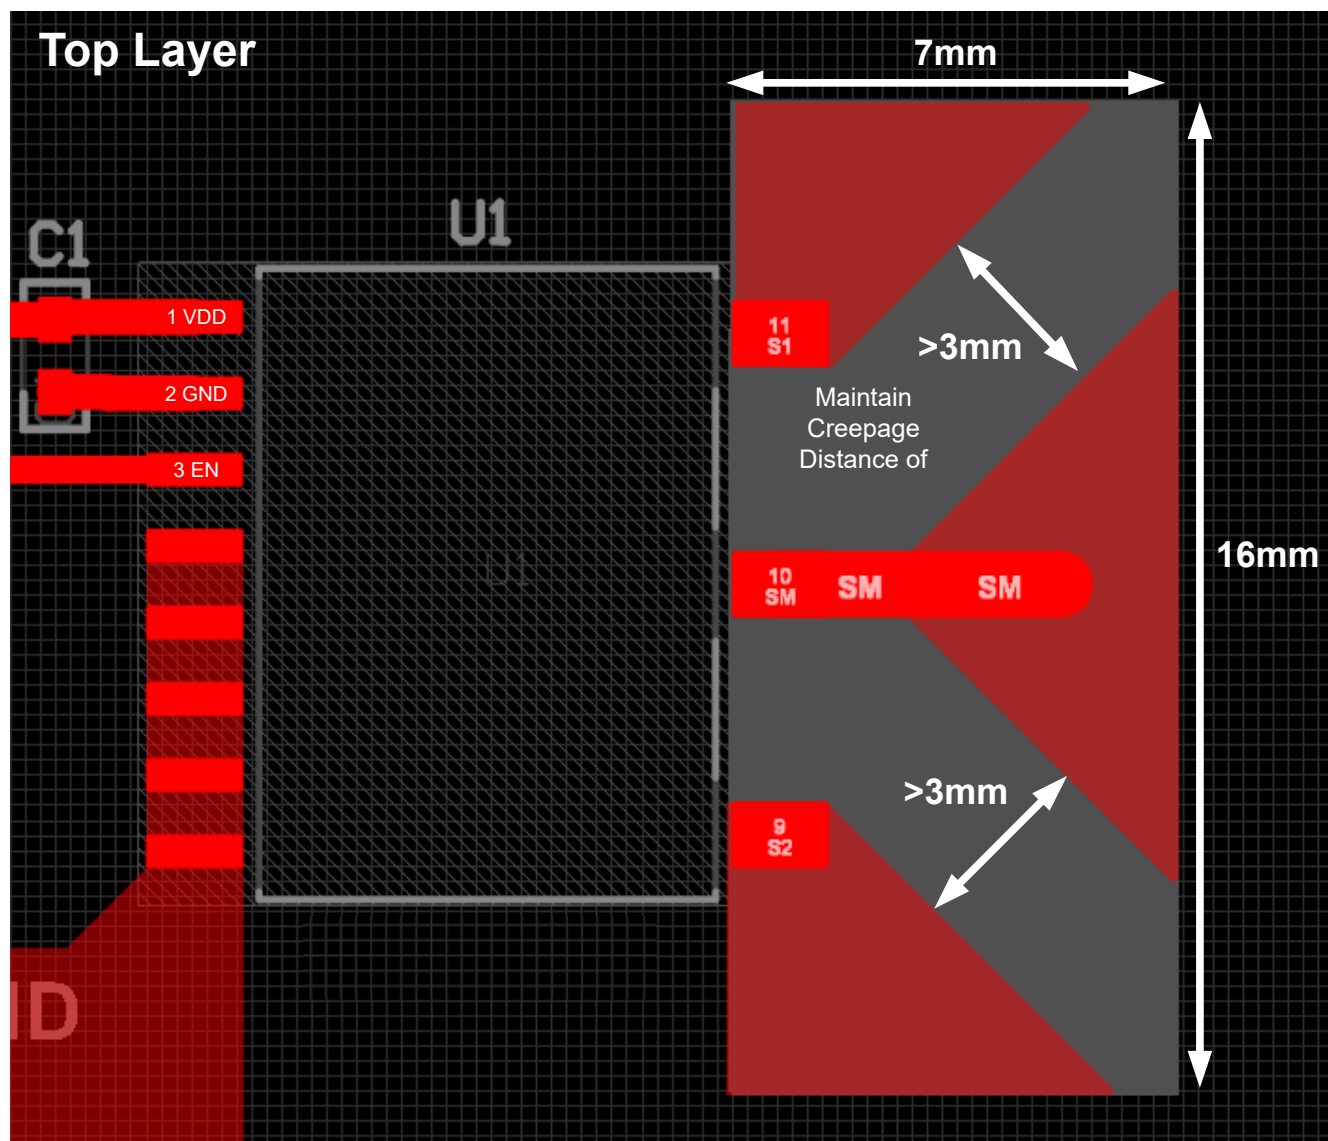 Top Layer
7mm
C1
U1
1 VDD
2 GND
3 EN
11
S1
>3mm
Maintain
Creepage
Distance of
16mm
U1
10
SM
SM
SM
>3mm
9
S2
ID